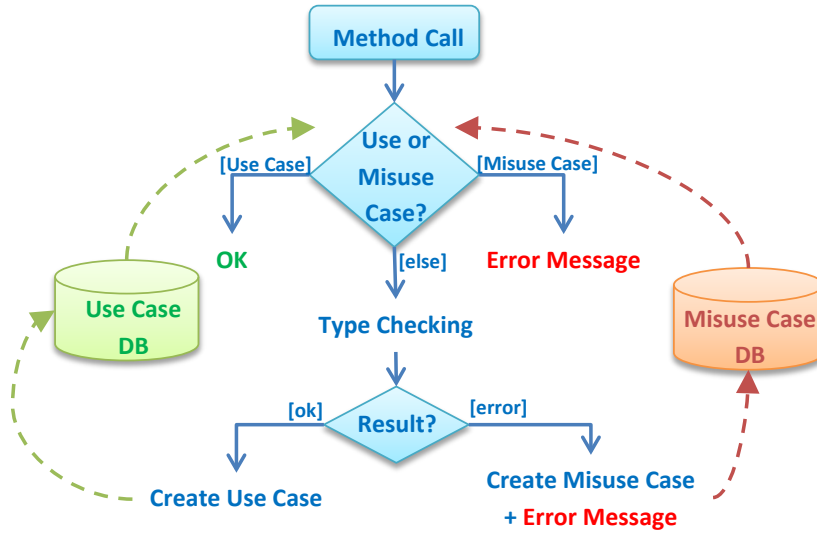 Method Call
Use or
Misuse
Case?
[Use Case]
[Misuse Case]
OK
[else]
Error Message
Use Case
DB
Type Checking
Misuse Case
DB
[ok]
Result?
[error]
Create Use Case
Create Misuse Case
+ Error Message